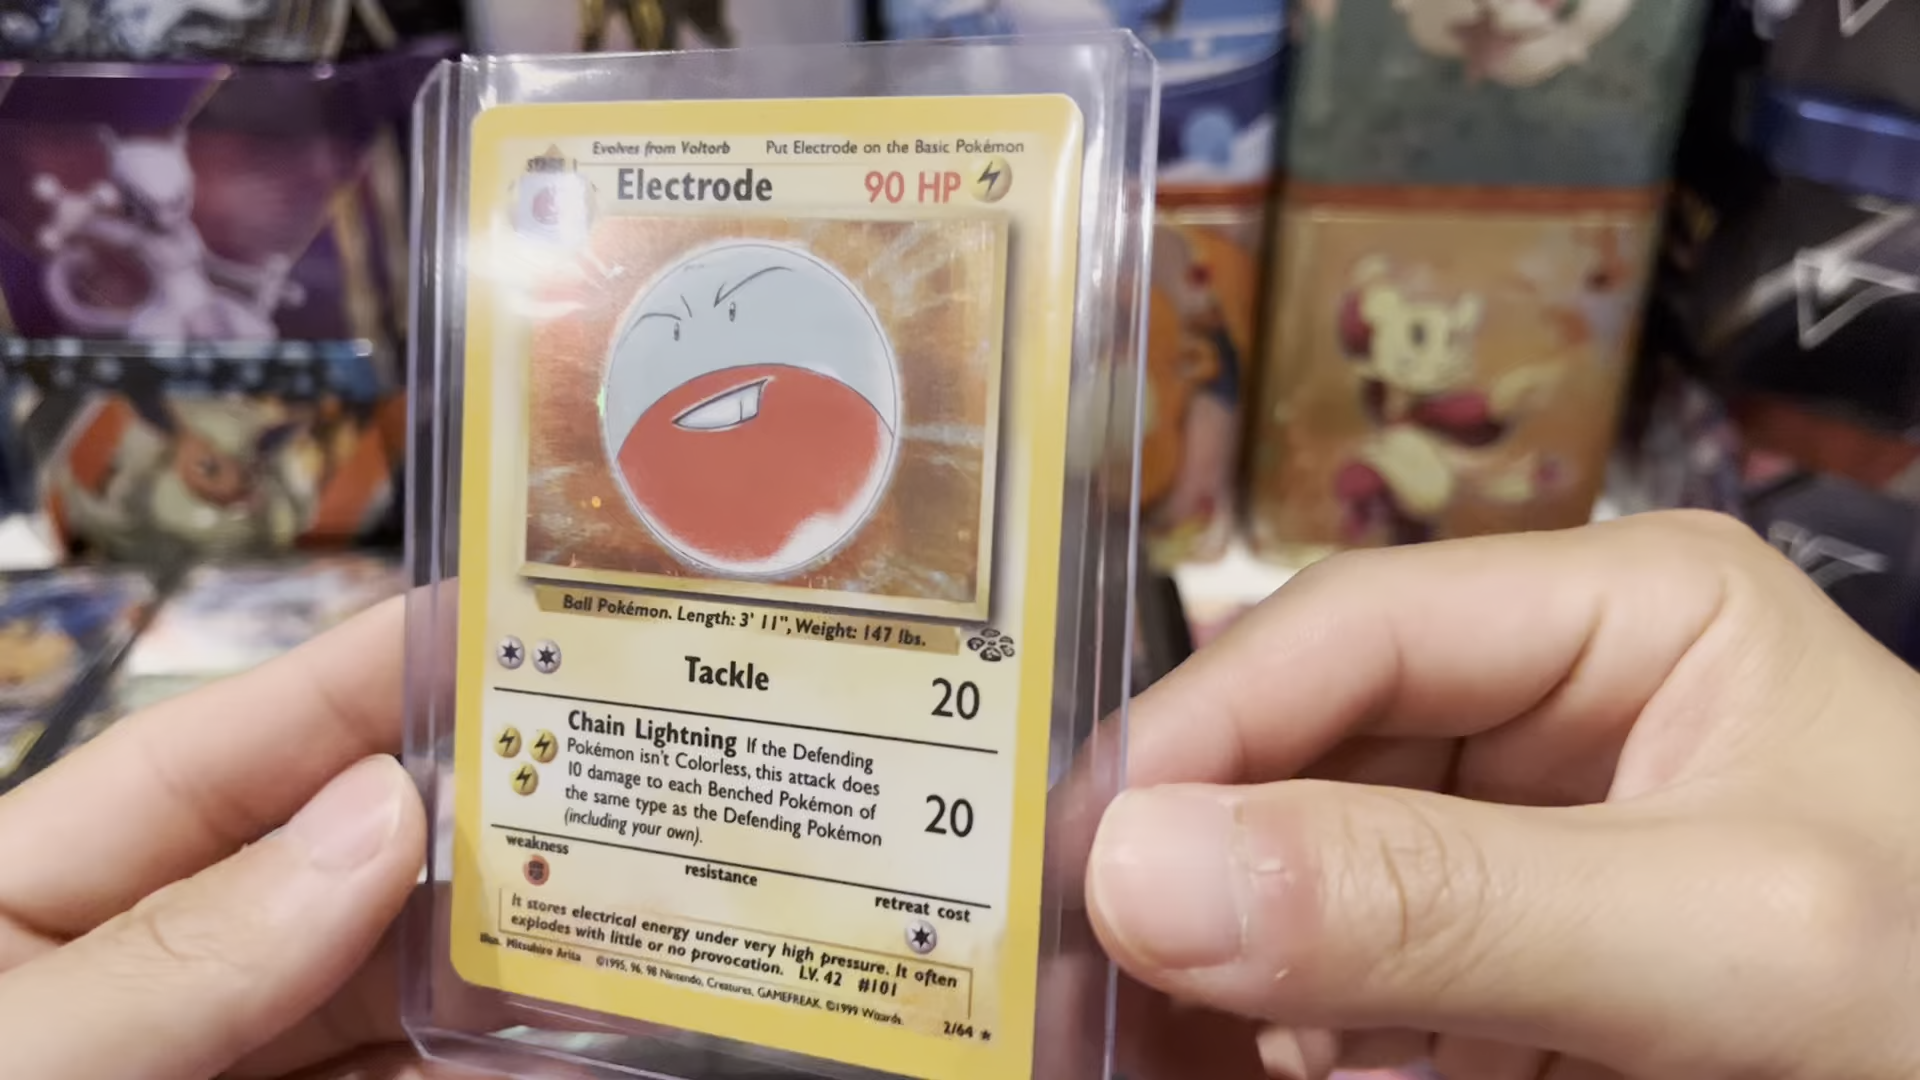 Evolves from Voltorb Put Electrode on the Basic Pokémon
STAGE 1
Electrode 90 HP
Ball Pokémon. Length: 3' 11", Weight: 147 lbs.
Tackle 20
Chain Lightning If the Defending
Pokémon isn't Colorless, this attack does
10 damage to each Benched Pokémon of
the same type as the Defending Pokémon
(including your own).
20
weakness
resistance
retreat cost
It stores electrical energy under very high pressure. It often
explodes with little or no provocation. LV. 42 #101
Illus. Mitsuhiro Arita ©1995, 96, 98 Nintendo, Creatures, GAMEFREAK. ©1999 Wizards.
2/64